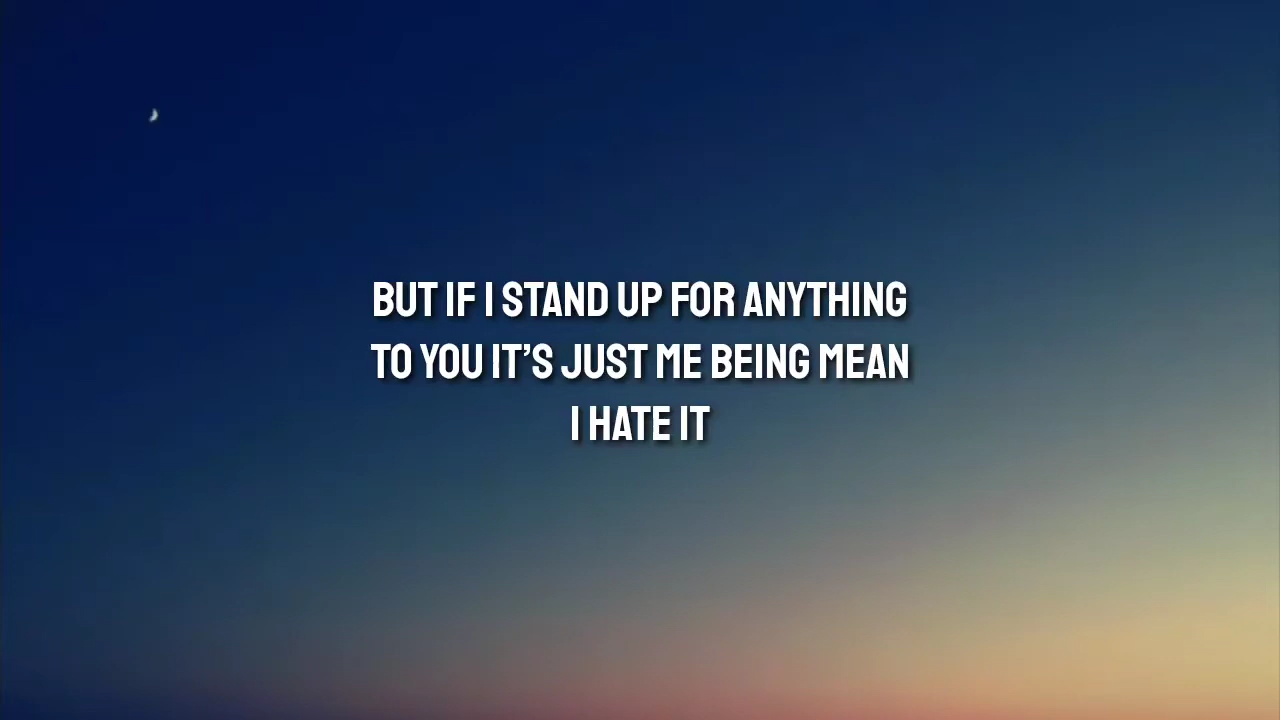 BUT IF I STAND UP FOR ANYTHING
TO YOU IT’S JUST ME BEING MEAN
I HATE IT